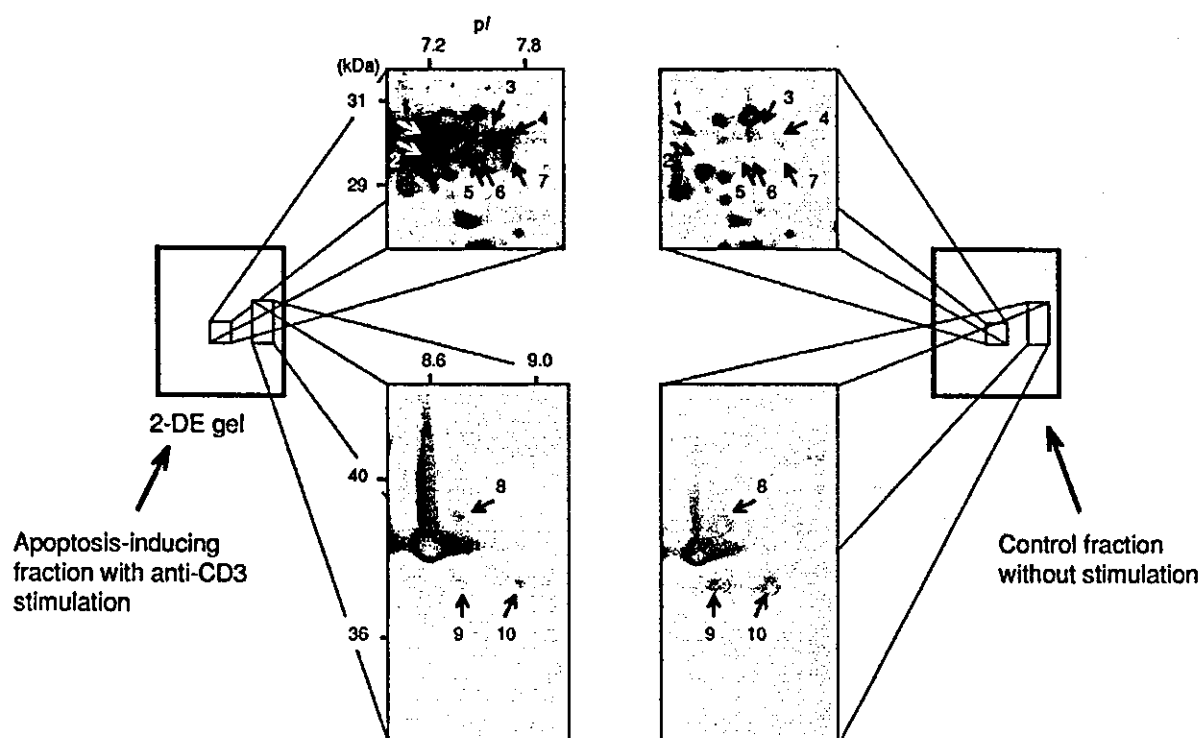 pI
7.2 7.8
(kDa)
31
29
1
2
3
4
5 6 7
1
2
3
4
5 6 7
2-DE gel
8.6 9.0
40
36
8
9 10
8
9 10
Apoptosis-inducing
fraction with anti-CD3
stimulation
Control fraction
without stimulation